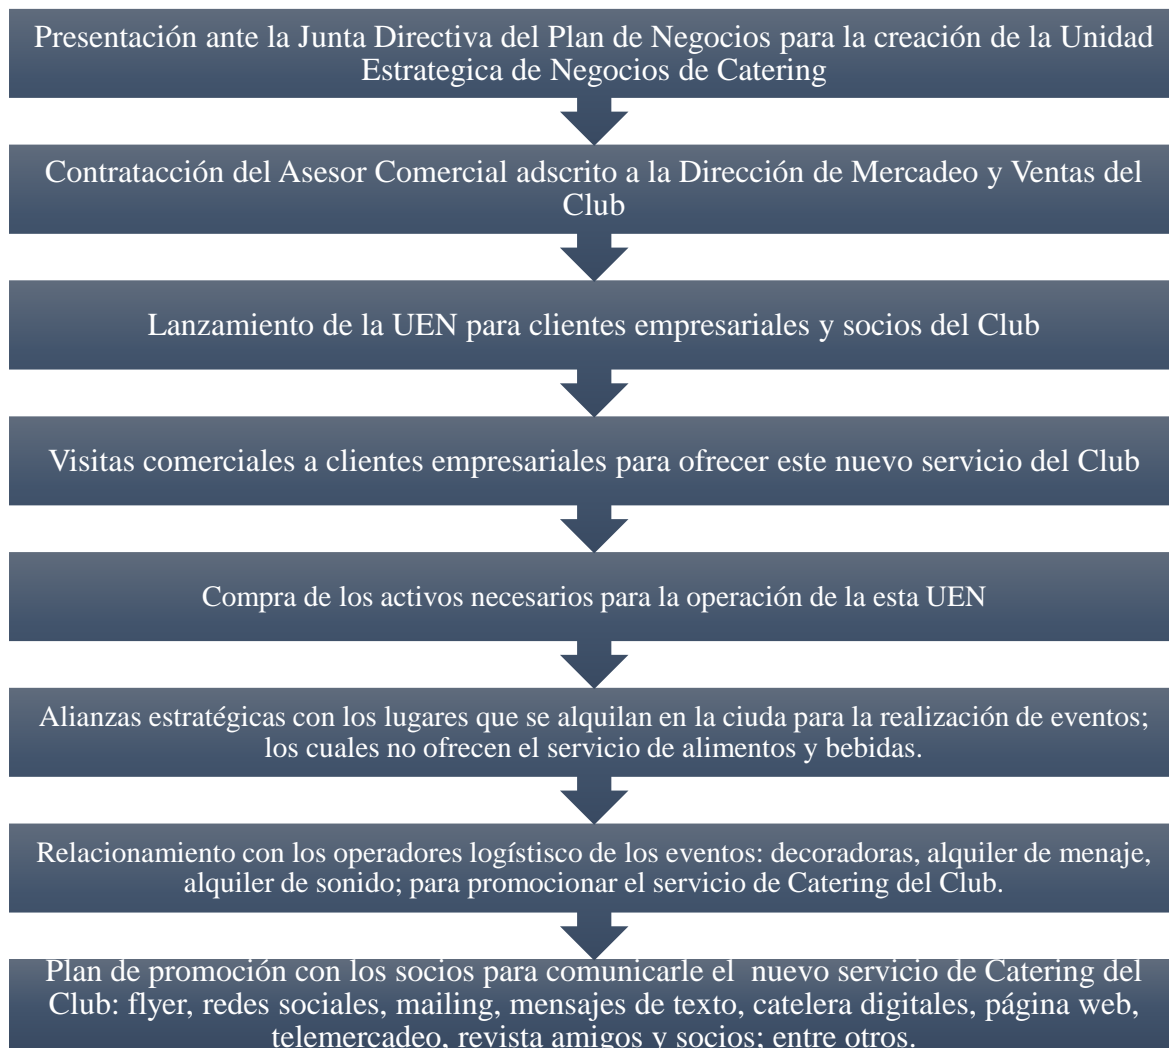 Presentación ante la Junta Directiva del Plan de Negocios para la creación de la Unidad
Estrategica de Negocios de Catering
Contratacción del Asesor Comercial adscrito a la Dirección de Mercadeo y Ventas del
Club
Lanzamiento de la UEN para clientes empresariales y socios del Club
Visitas comerciales a clientes empresariales para ofrecer este nuevo servicio del Club
Compra de los activos necesarios para la operación de la esta UEN
Alianzas estratégicas con los lugares que se alquilan en la ciuda para la realización de eventos;
los cuales no ofrecen el servicio de alimentos y bebidas.
Relacionamiento con los operadores logístisco de los eventos: decoradoras, alquiler de menaje,
alquiler de sonido; para promocionar el servicio de Catering del Club.
Plan de promoción con los socios para comunicarle el  nuevo servicio de Catering del
Club: flyer, redes sociales, mailing, mensajes de texto, catelera digitales, página web,
telemercadeo, revista amigos y socios; entre otros.